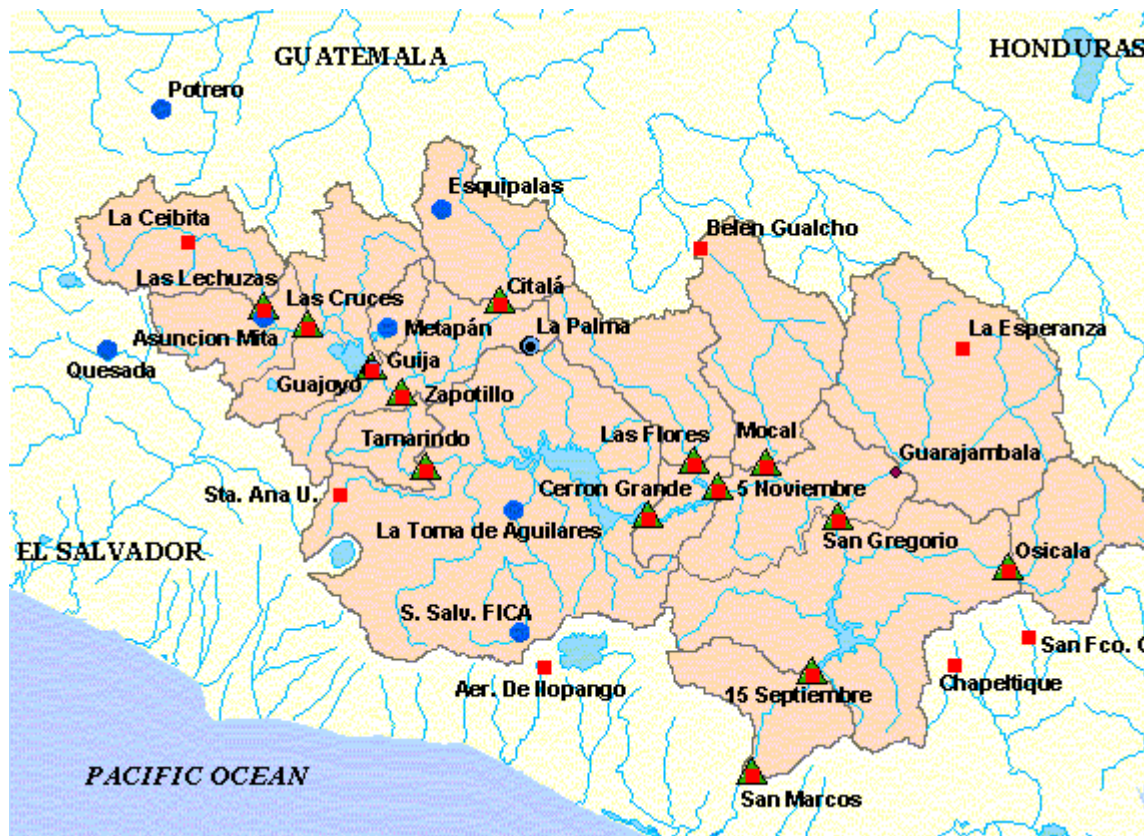 GUATEMALA
HONDURAS
Potrero
Esquipalas
La Ceibita
Belen Gualcho
Las Lechuzas
Las Cruces
Citalá
Asuncion Mita
Metapán
La Palma
La Esperanza
Quesada
Guija
Guajoyo
Zapotillo
Tamarindo
Las Flores
Mocal
Guarajambala
Sta. Ana U.
Cerron Grande
5 Noviembre
La Toma de Aguilares
San Gregorio
EL SALVADOR
Osicala
S. Salv. FICA
San Fco. G
Aer. De Ilopango
15 Septiembre
Chapeltique
PACIFIC OCEAN
San Marcos